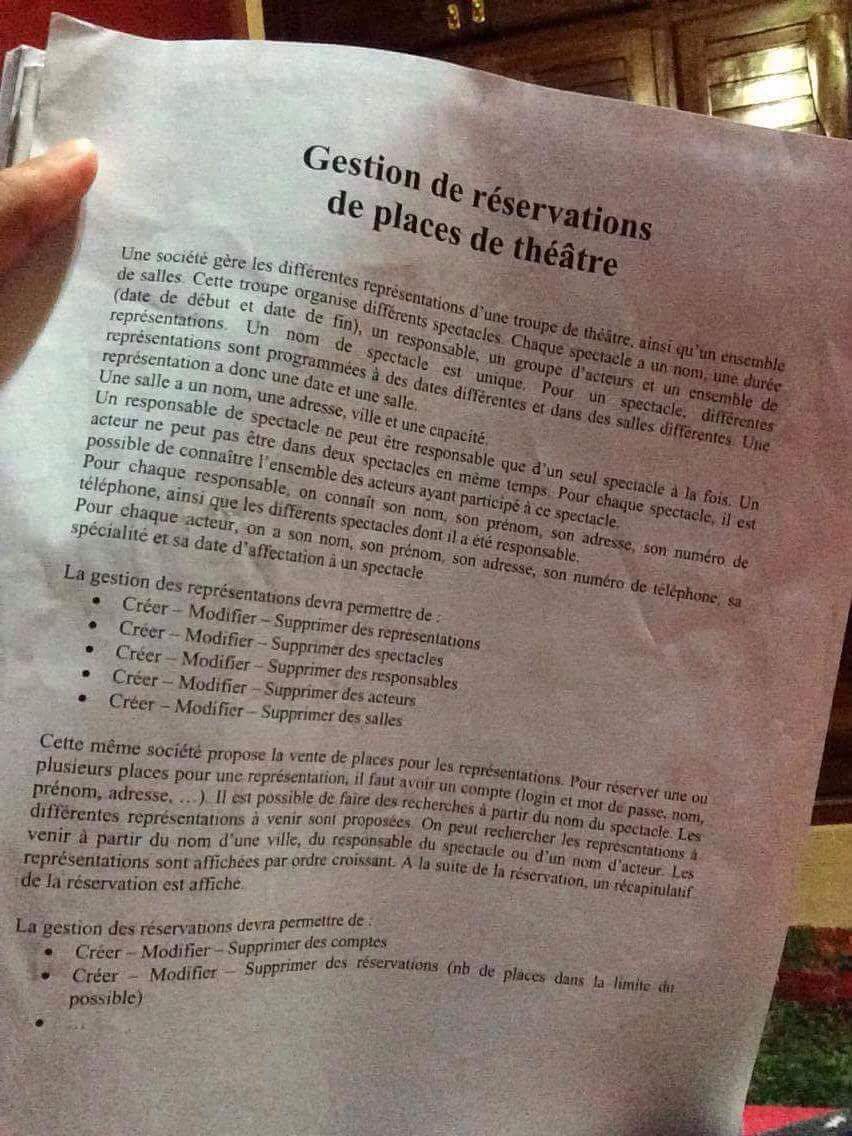 Gestion de réservations
de places de théâtre
Une société gère les différentes représentations d'une troupe de théâtre, ainsi qu'un ensemble
de salles. Cette troupe organise différents spectacles. Chaque spectacle a un nom, une durée
(date de début et date de fin), un responsable, un groupe d'acteurs et un ensemble de
représentations. Un nom de spectacle est unique. Pour un spectacle, différentes
représentations sont programmées à des dates différentes et dans des salles différentes. Une
représentation a donc une date et une salle.
Une salle a un nom, une adresse, ville et une capacité.
Un responsable de spectacle ne peut être responsable que d'un seul spectacle à la fois. Un
acteur ne peut pas être dans deux spectacles en même temps. Pour chaque spectacle, il est
possible de connaître l'ensemble des acteurs ayant participé à ce spectacle.
Pour chaque responsable, on connaît son nom, son prénom, son adresse, son numéro de
téléphone, ainsi que les différents spectacles dont il a été responsable.
Pour chaque acteur, on a son nom, son prénom, son adresse, son numéro de téléphone, sa
spécialité et sa date d'affectation à un spectacle
La gestion des représentations devra permettre de :
• Créer – Modifier – Supprimer des représentations
• Créer – Modifier – Supprimer des spectacles
• Créer – Modifier – Supprimer des responsables
• Créer – Modifier – Supprimer des acteurs
• Créer – Modifier – Supprimer des salles
Cette même société propose la vente de places pour les représentations. Pour réserver une ou
plusieurs places pour une représentation, il faut avoir un compte (login et mot de passe, nom,
prénom, adresse, …). Il est possible de faire des recherches à partir du nom du spectacle. Les
différentes représentations à venir sont proposées. On peut rechercher les représentations à
venir à partir du nom d'une ville, du responsable du spectacle ou d'un nom d'acteur. Les
représentations sont affichées par ordre croissant. A la suite de la réservation, un récapitulatif
de la réservation est affiché.
La gestion des réservations devra permettre de :
• Créer – Modifier – Supprimer des comptes
• Créer – Modifier – Supprimer des réservations (nb de places dans la limite du
possible)
• …